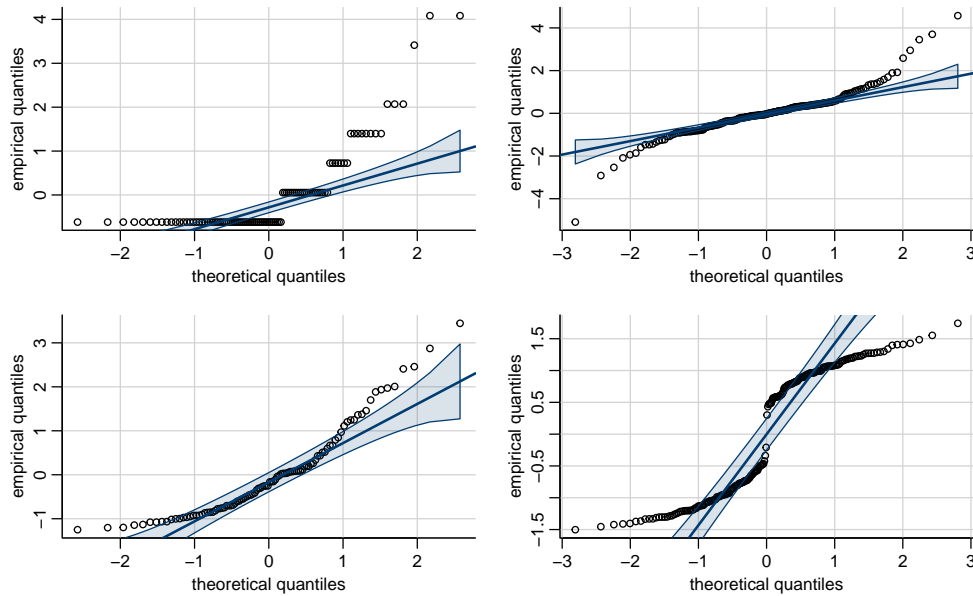 4
3
2
1
0
empirical quantiles
−2 −1 0 1 2
theoretical quantiles
4
2
0
−2
−4
empirical quantiles
−3 −2 −1 0 1 2 3
theoretical quantiles
3
2
1
0
−1
empirical quantiles
−2 −1 0 1 2
theoretical quantiles
1.5
0.5
−0.5
−1.5
empirical quantiles
−3 −2 −1 0 1 2 3
theoretical quantiles